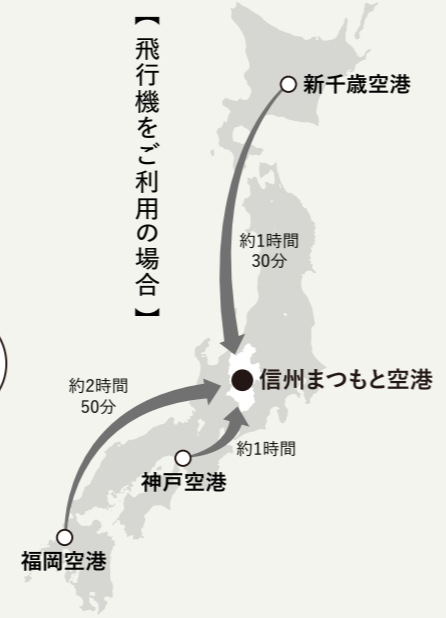 【飛行機をご利用の場合】
新千歳空港
約1時間
30分
信州まつもと空港
約2時間
50分
約1時間
神戸空港
福岡空港